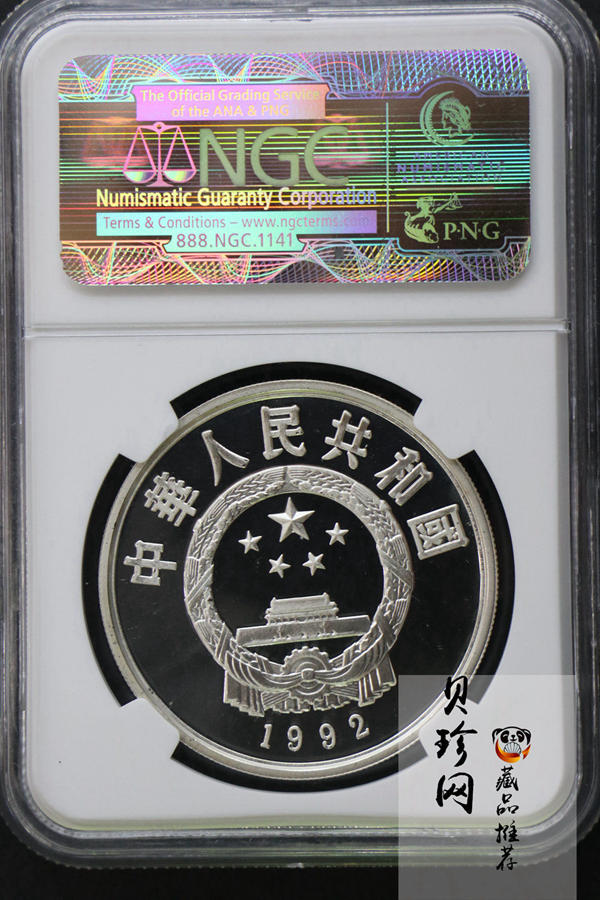 The Official Grading Service
of the ANA & PNG
NGC
Numismatic Guaranty Corporation
Terms & Conditions – www.ngcterms.com
888.NGC.1141
P·N·G
中華人民共和國
1992
贝珍网
藏品推荐